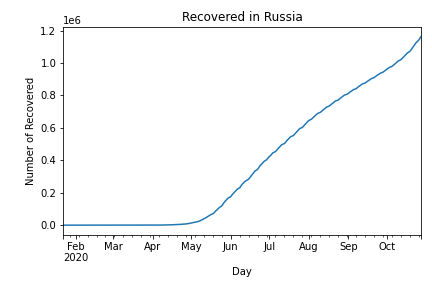 Recovered in Russia
1e6
1.2
1.0
0.8
0.6
0.4
0.2
0.0
Number of Recovered
Feb Mar Apr May Jun Jul Aug Sep Oct
2020
Day